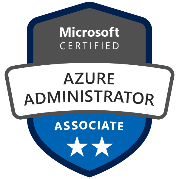 Microsoft
CERTIFIED
AZURE
ADMINISTRATOR
ASSOCIATE